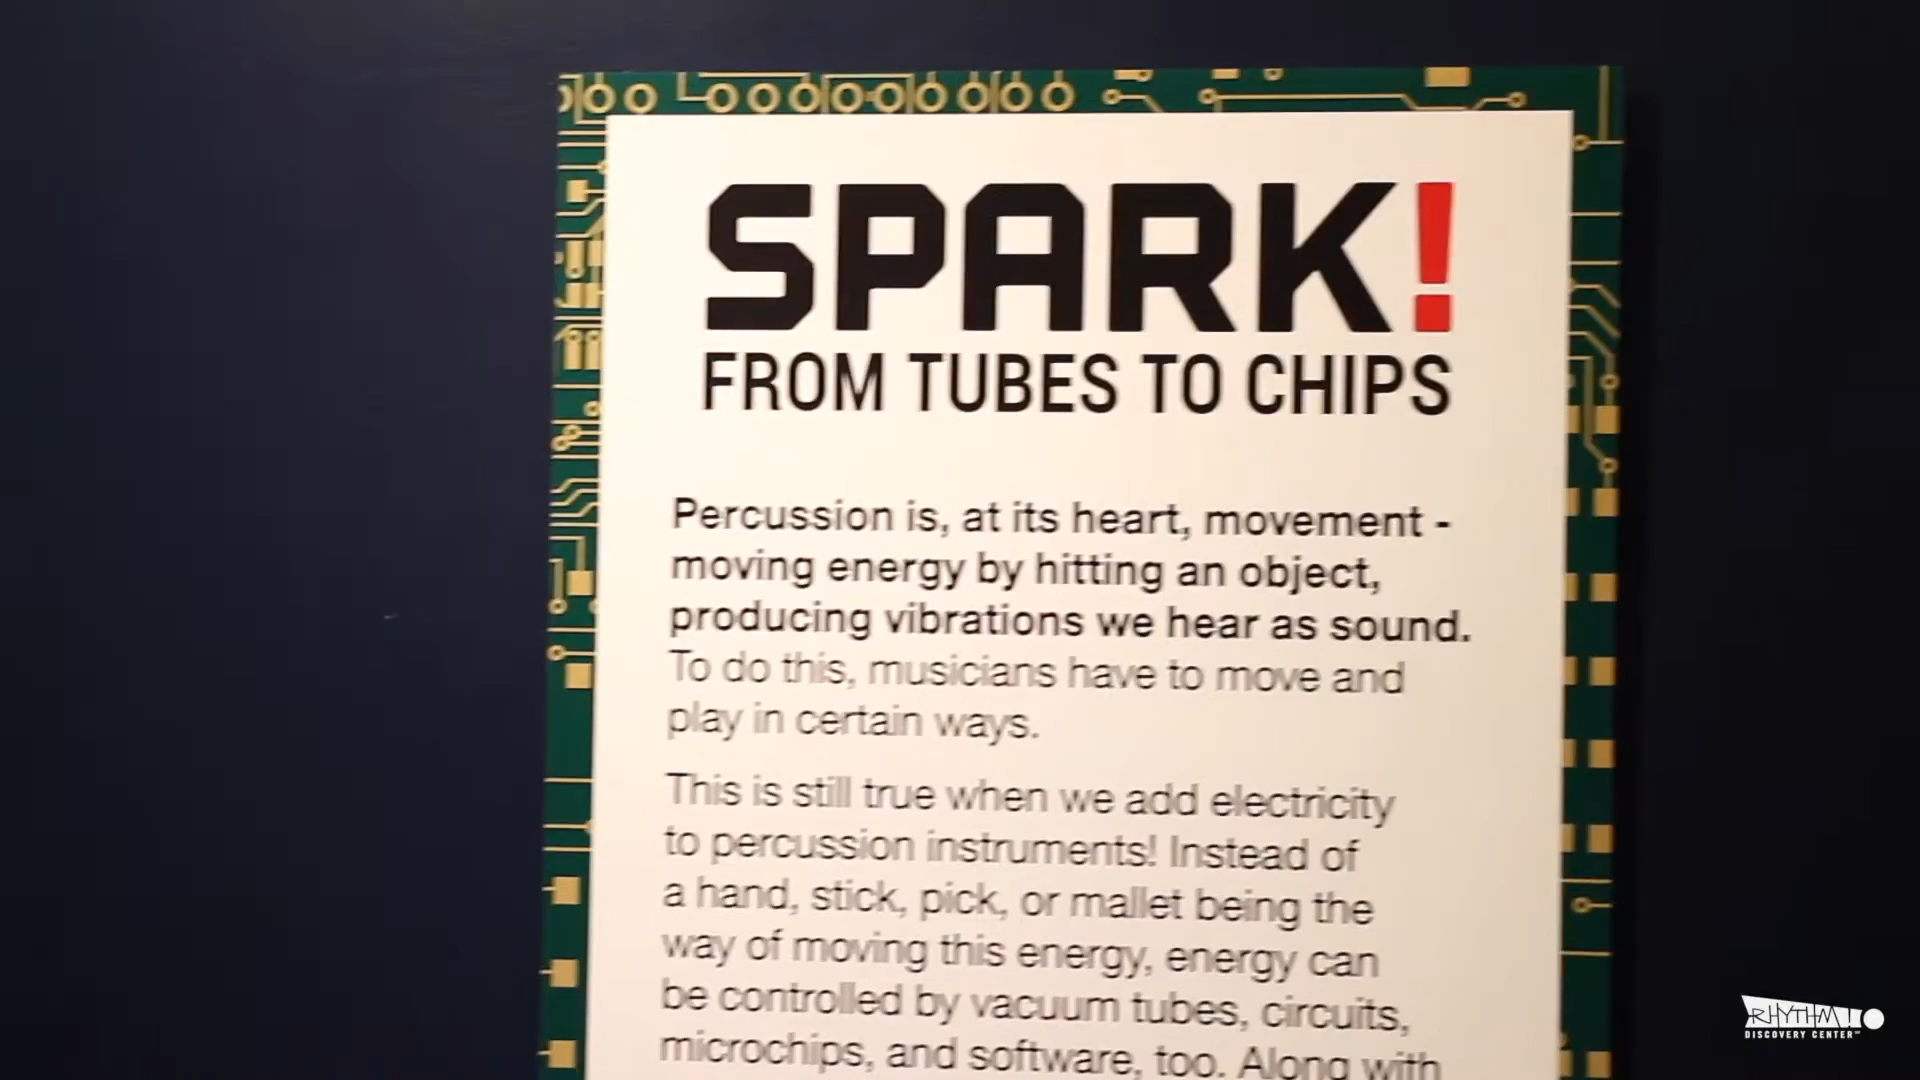 SPARK!
FROM TUBES TO CHIPS
Percussion is, at its heart, movement -
moving energy by hitting an object,
producing vibrations we hear as sound.
To do this, musicians have to move and
play in certain ways.
This is still true when we add electricity
to percussion instruments! Instead of
a hand, stick, pick, or mallet being the
way of moving this energy, energy can
be controlled by vacuum tubes, circuits,
microchips, and software, too. Along with
RHYTHM!
DISCOVERY CENTER